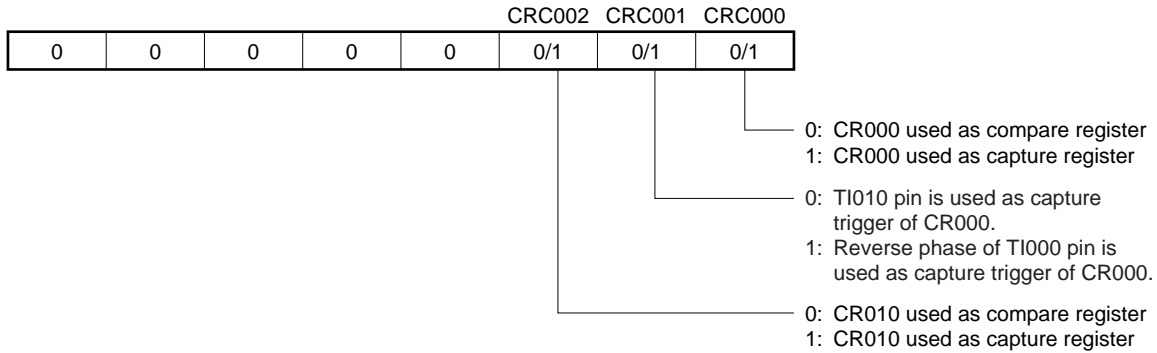 CRC002 CRC001 CRC000
0 0 0 0 0 0/1 0/1 0/1
0: CR000 used as compare register
1: CR000 used as capture register
0: TI010 pin is used as capture
trigger of CR000.
1: Reverse phase of TI000 pin is
used as capture trigger of CR000.
0: CR010 used as compare register
1: CR010 used as capture register